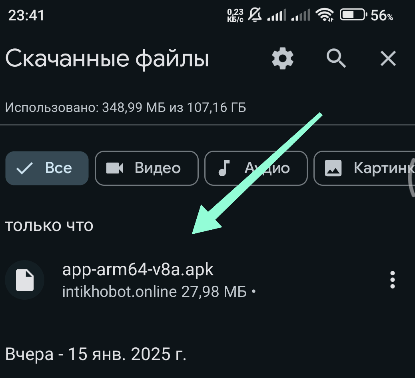 23:41
0,23 КБ/с
56%
Скачанные файлы
Использовано: 348,99 МБ из 107,16 ГБ
Все
Видео
Аудио
Картинк
только что
app-arm64-v8a.apk
intikhobot.online 27,98 МБ •
Вчера - 15 янв. 2025 г.